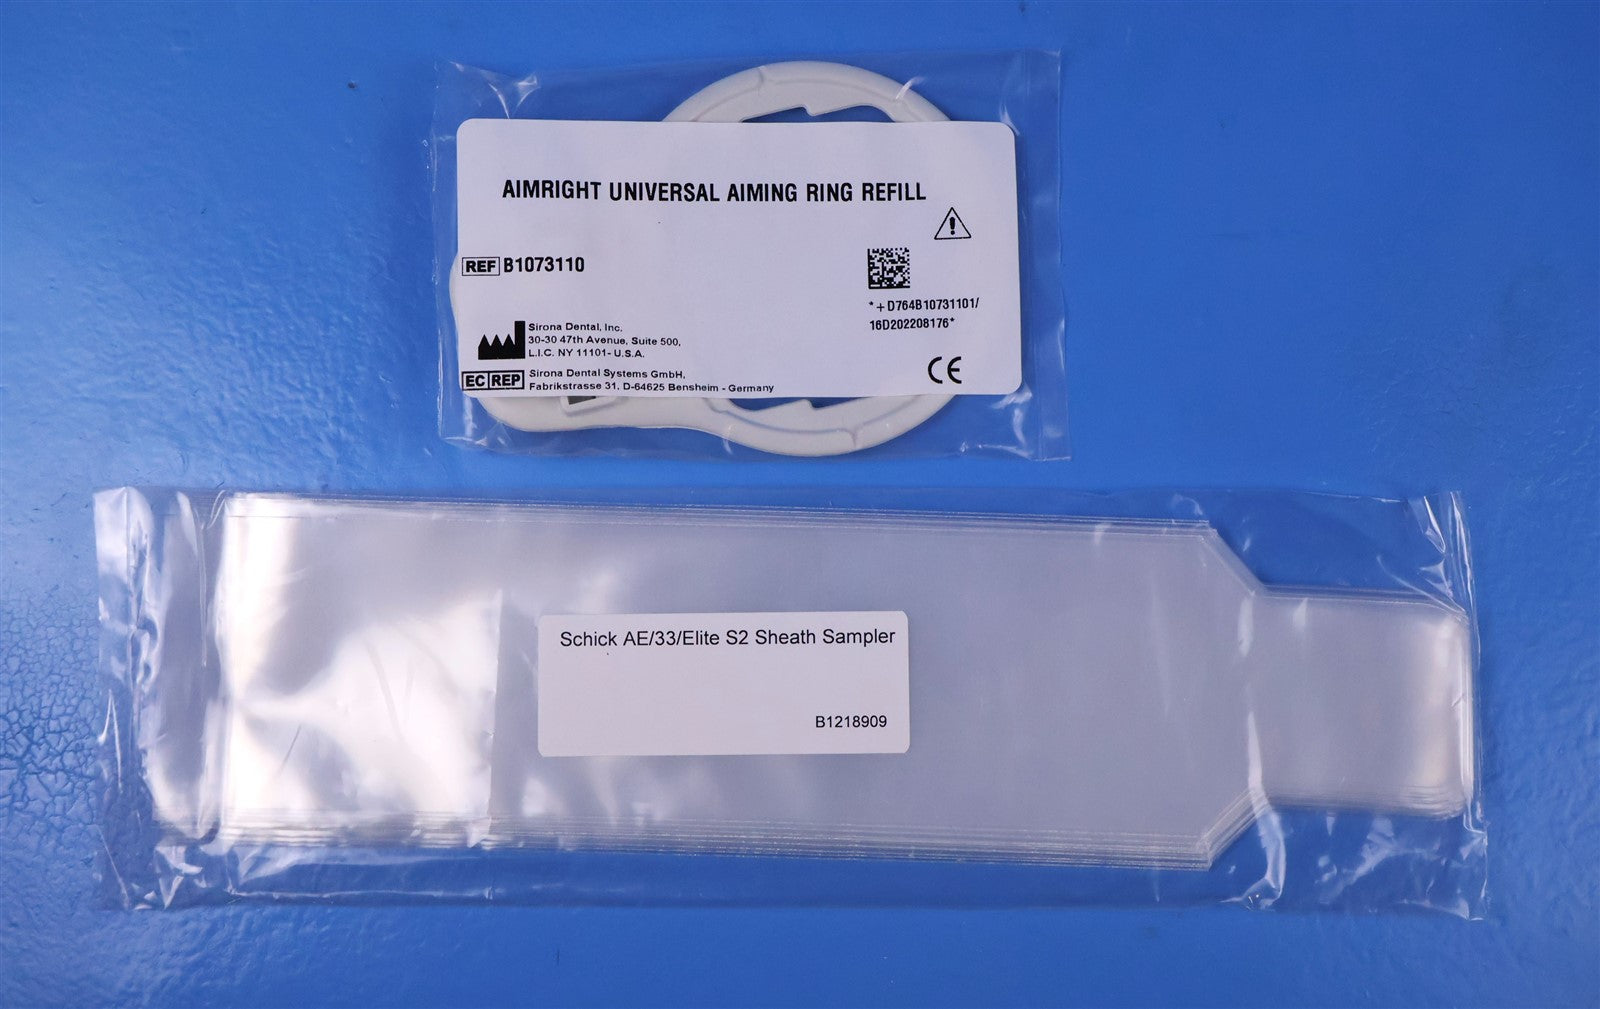 AIMRIGHT UNIVERSAL AIMING RING REFILL
REF B1073110
*+D764B10731101/
16D202208176*
Sirona Dental, Inc.
30-30 47th Avenue, Suite 500,
L.I.C. NY 11101- U.S.A.
CE
EC REP Sirona Dental Systems GmbH,
Fabrikstrasse 31, D-64625 Bensheim - Germany
Schick AE/33/Elite S2 Sheath Sampler
B1218909